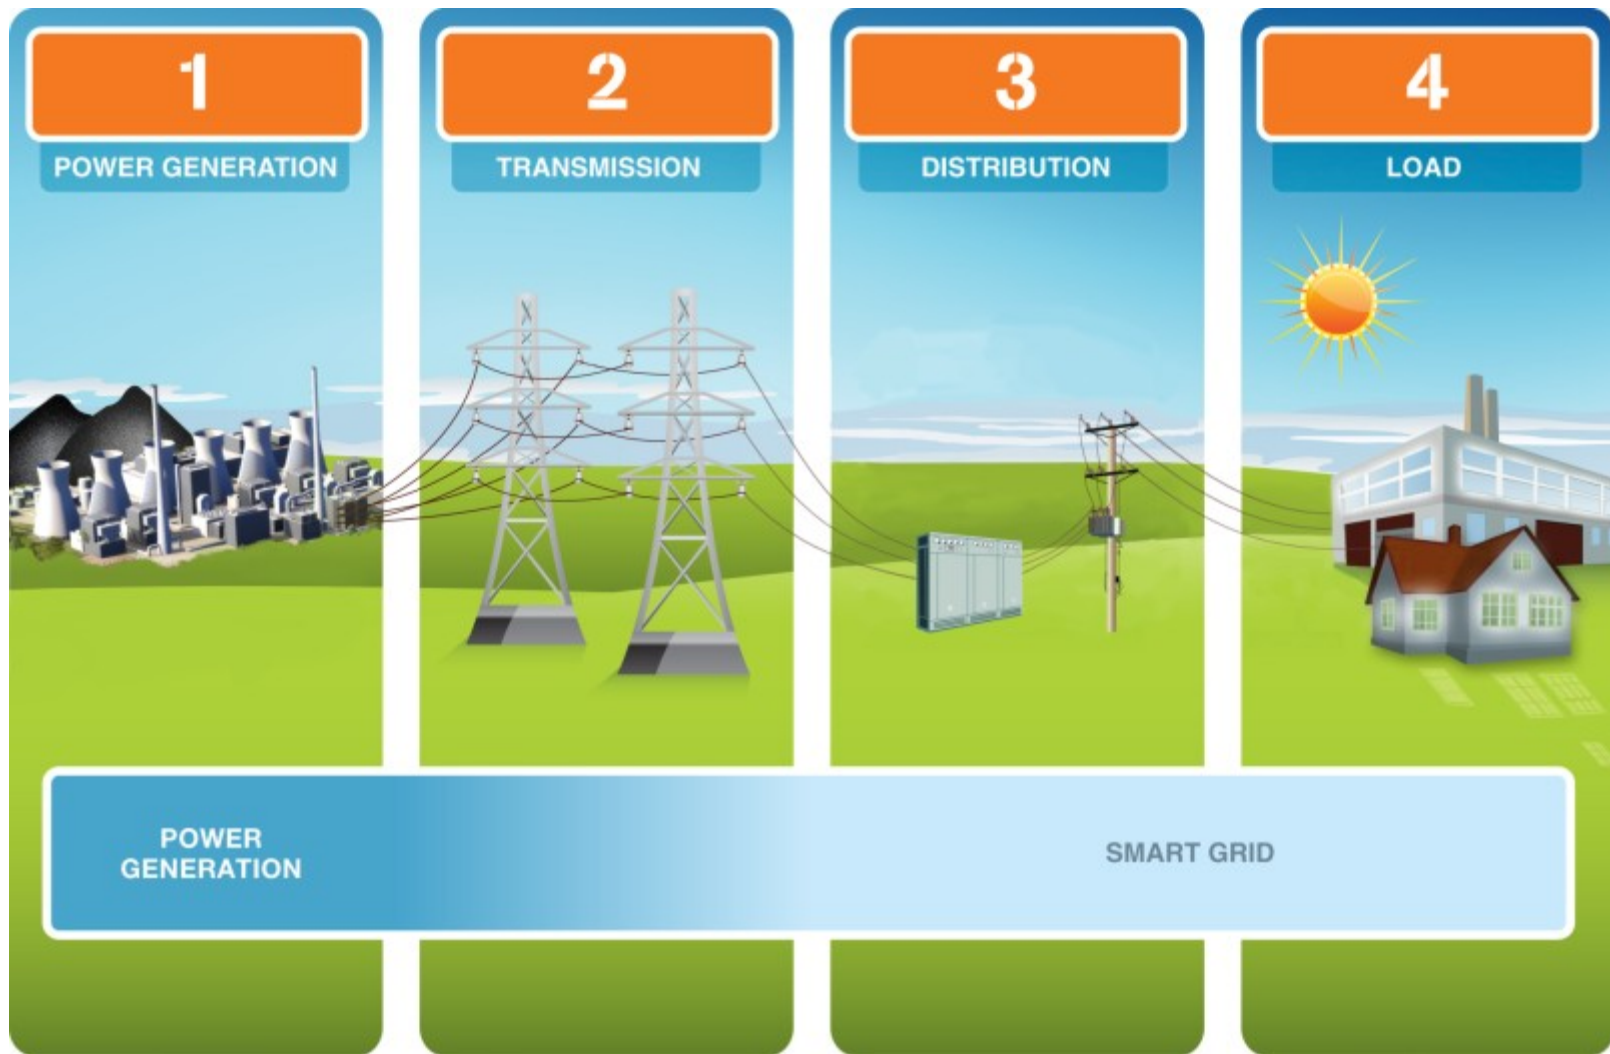 1
POWER GENERATION
2
TRANSMISSION
3
DISTRIBUTION
4
LOAD
POWER
GENERATION
SMART GRID